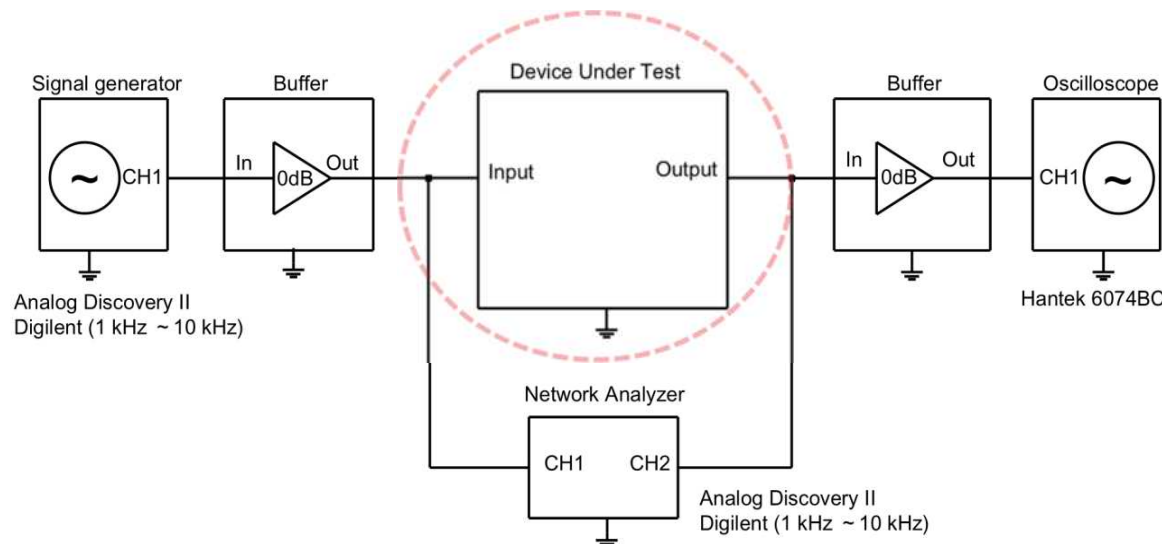 Signal generator
Buffer
Device Under Test
Buffer
Oscilloscope
~
CH1
In
0dB
Out
Input
Output
In
0dB
Out
CH1
~
Analog Discovery II
Digilent (1 kHz ~ 10 kHz)
Hantek 6074BC
Network Analyzer
CH1
CH2
Analog Discovery II
Digilent (1 kHz ~ 10 kHz)